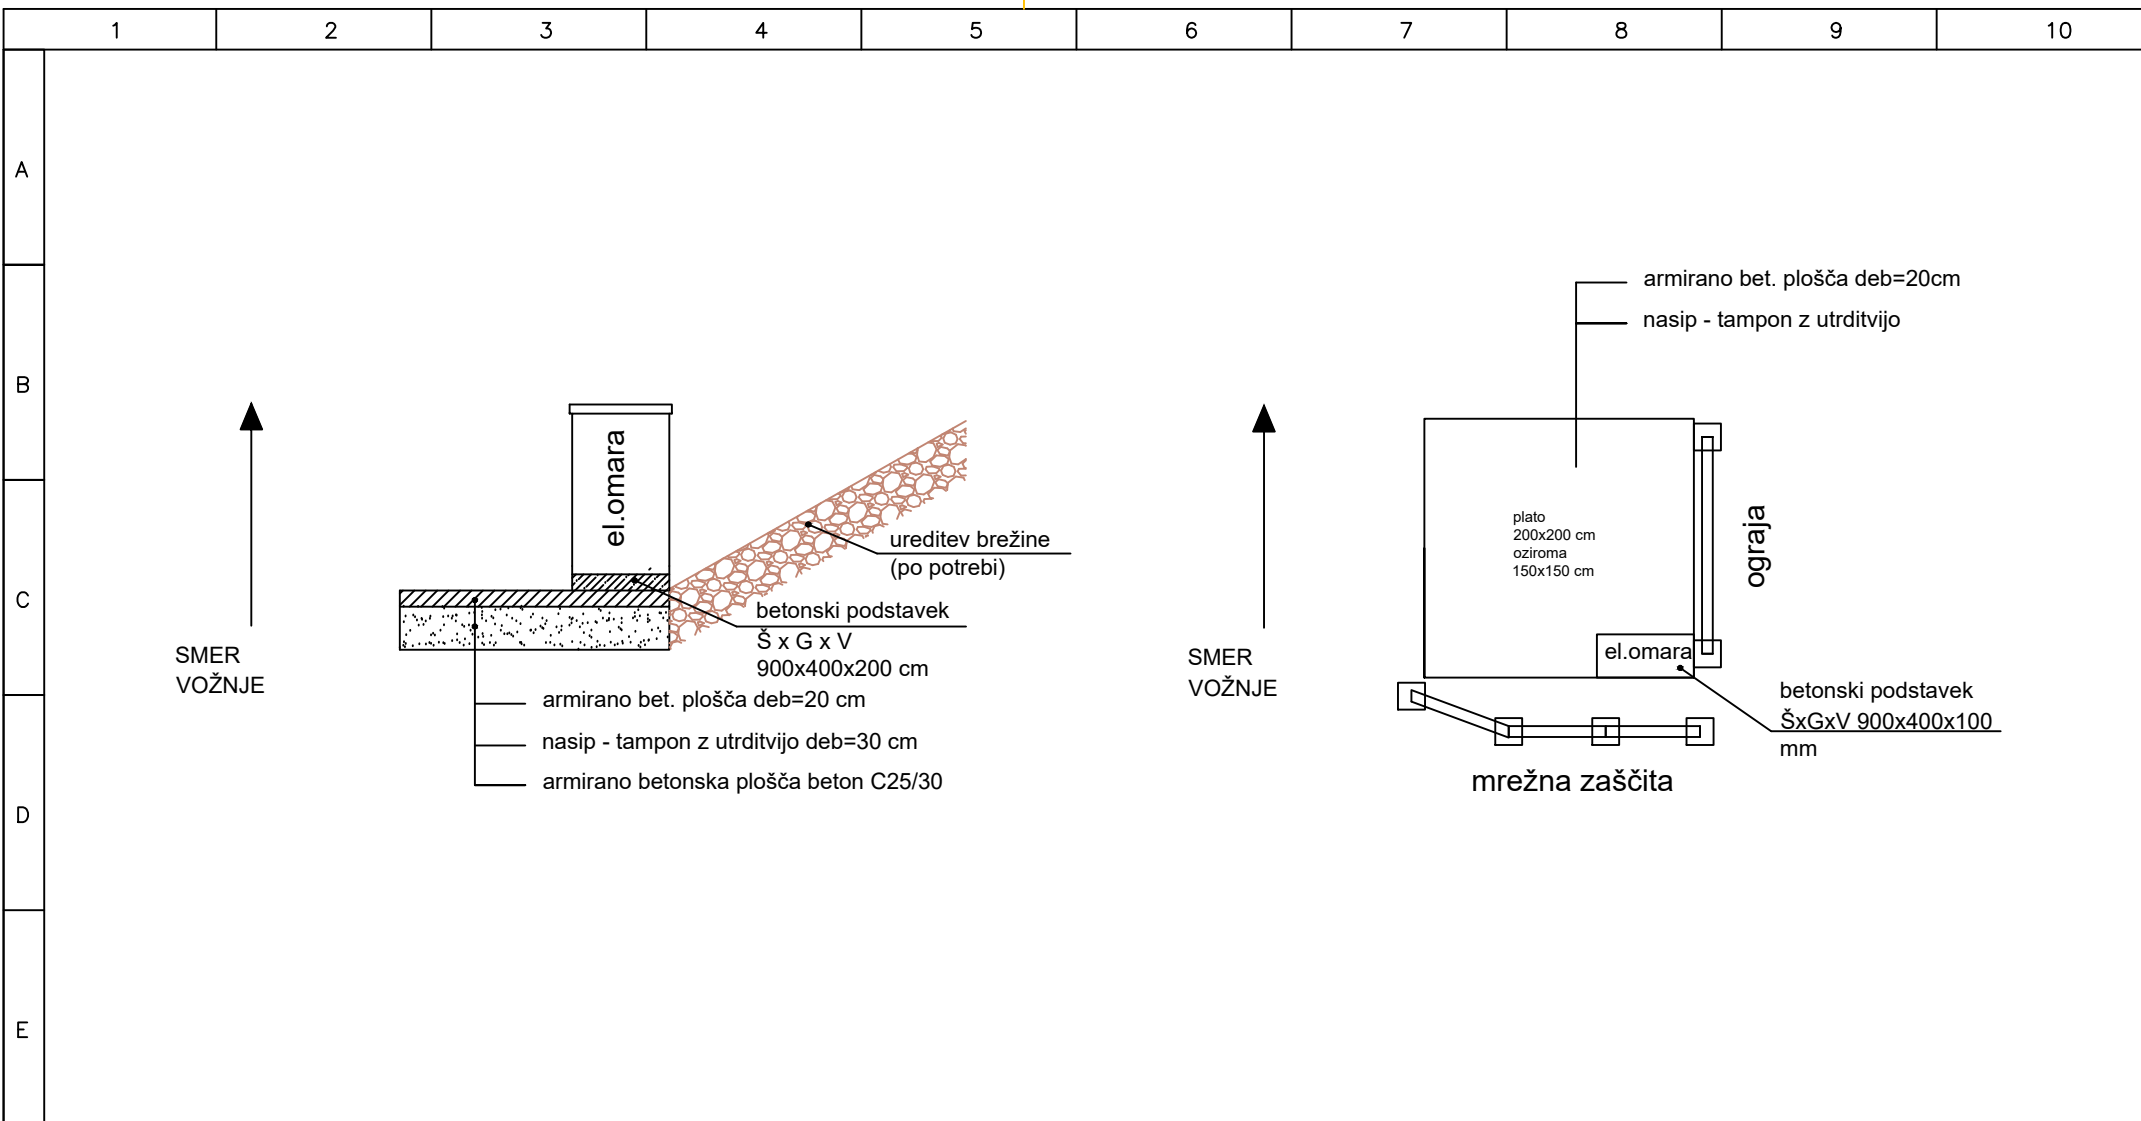 1 2 3 4 5 6 7 8 9 10
A
B
C
D
E
el.omara
ureditev brežine
(po potrebi)
betonski podstavek
Š x G x V
900x400x200 cm
SMER
VOŽNJE
armirano bet. plošča deb=20 cm
nasip - tampon z utrditvijo deb=30 cm
armirano betonska plošča beton C25/30
armirano bet. plošča deb=20cm
nasip - tampon z utrditvijo
plato
200x200 cm
oziroma
150x150 cm
ograja
el.omara
SMER
VOŽNJE
betonski podstavek
ŠxGxV 900x400x100
mm
mrežna zaščita